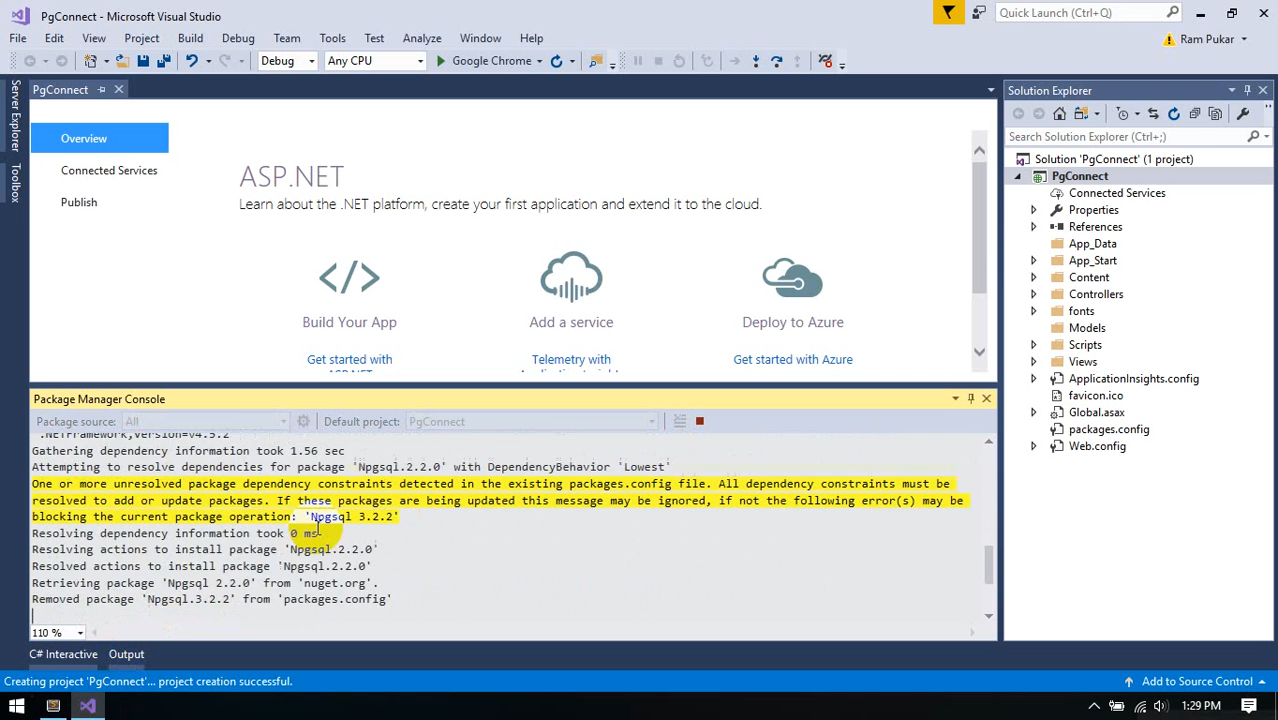 PgConnect - Microsoft Visual Studio
Quick Launch (Ctrl+Q)
File Edit View Project Build Debug Team Tools Test Analyze Window Help
Ram Pukar
Debug Any CPU Google Chrome
Server Explorer
Toolbox
PgConnect
Overview
Connected Services
Publish
ASP.NET
Learn about the .NET platform, create your first application and extend it to the cloud.
Build Your App
Add a service
Deploy to Azure
Get started with
Telemetry with
Get started with Azure
Solution Explorer
Search Solution Explorer (Ctrl+;)
Solution 'PgConnect' (1 project)
PgConnect
Connected Services
Properties
References
App_Data
App_Start
Content
Controllers
fonts
Models
Scripts
Views
ApplicationInsights.config
favicon.ico
Global.asax
packages.config
Web.config
Package Manager Console
Package source: All Default project: PgConnect
.NETFramework,Version=v4.5.2'
Gathering dependency information took 1.56 sec
Attempting to resolve dependencies for package 'Npgsql.2.2.0' with DependencyBehavior 'Lowest'
One or more unresolved package dependency constraints detected in the existing packages.config file. All dependency constraints must be
resolved to add or update packages. If these packages are being updated this message may be ignored, if not the following error(s) may be
blocking the current package operation: 'Npgsql 3.2.2'
Resolving dependency information took 0 ms
Resolving actions to install package 'Npgsql.2.2.0'
Resolved actions to install package 'Npgsql.2.2.0'
Retrieving package 'Npgsql 2.2.0' from 'nuget.org'.
Removed package 'Npgsql.3.2.2' from 'packages.config'
110 %
C# Interactive Output
Creating project 'PgConnect'... project creation successful.
Add to Source Control
1:29 PM